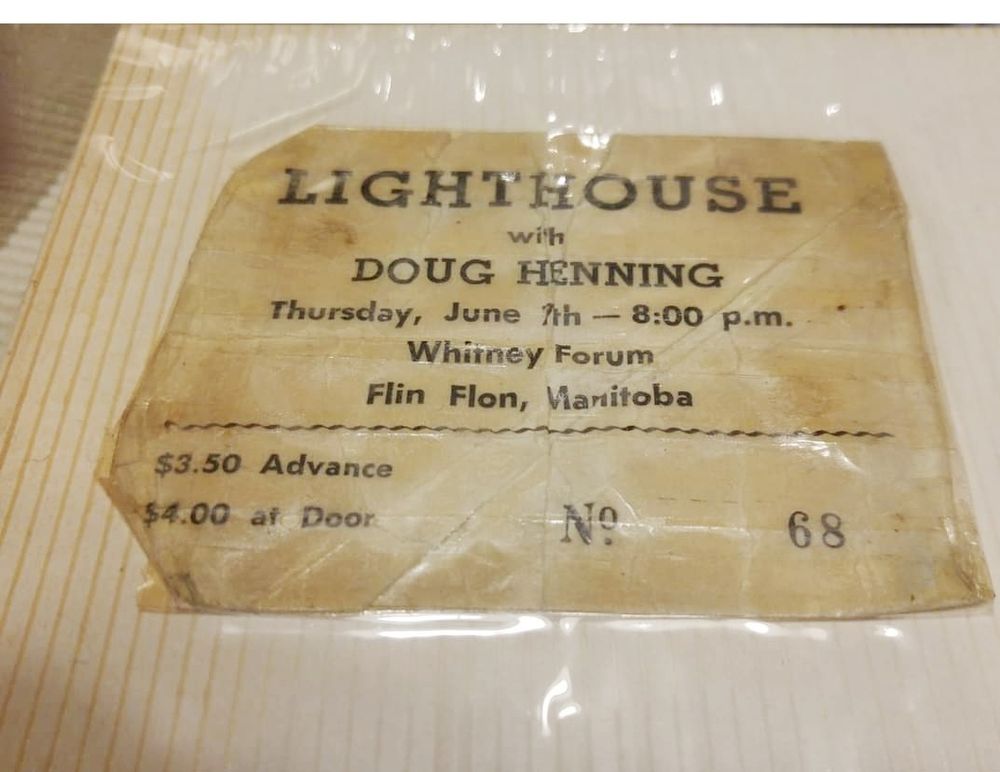 LIGHTHOUSE
with
DOUG HENNING
Thursday, June 7th — 8:00 p.m.
Whitney Forum
Flin Flon, Manitoba
$3.50 Advance
$4.00 at Door
Nº 68